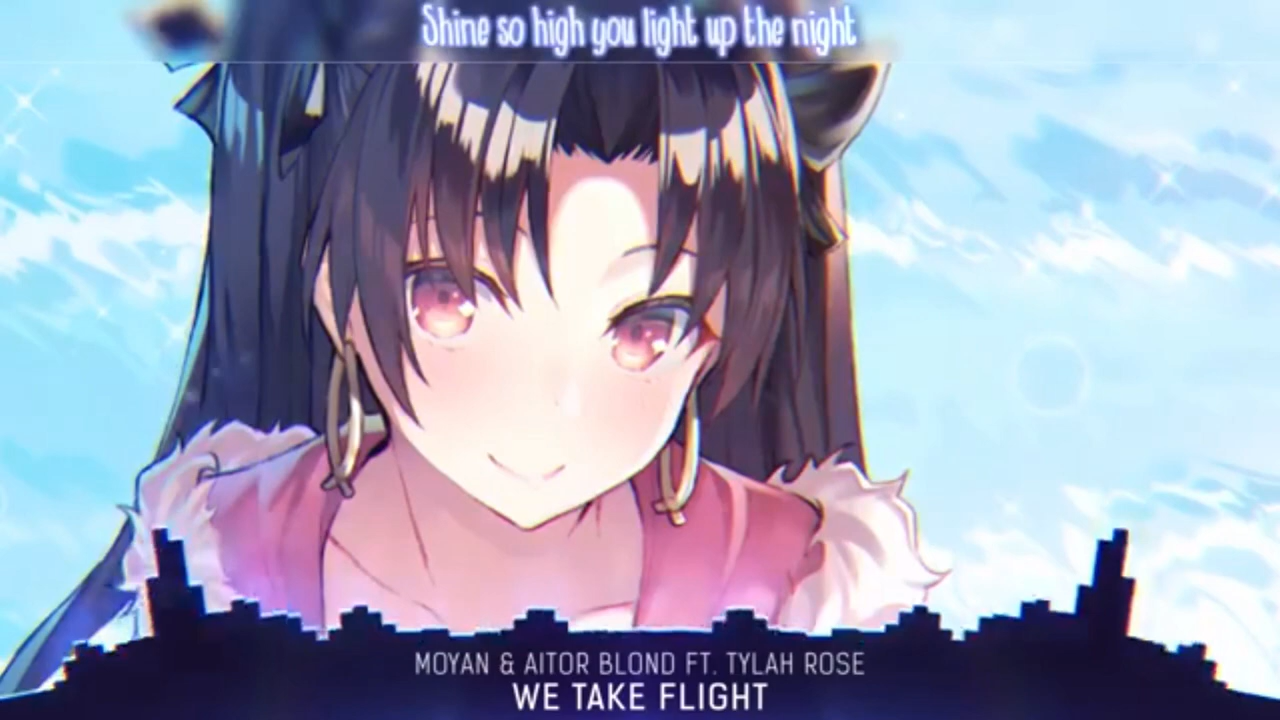 Shine so high you light up the night
MOYAN & AITOR BLOND FT. TYLAH ROSE
WE TAKE FLIGHT